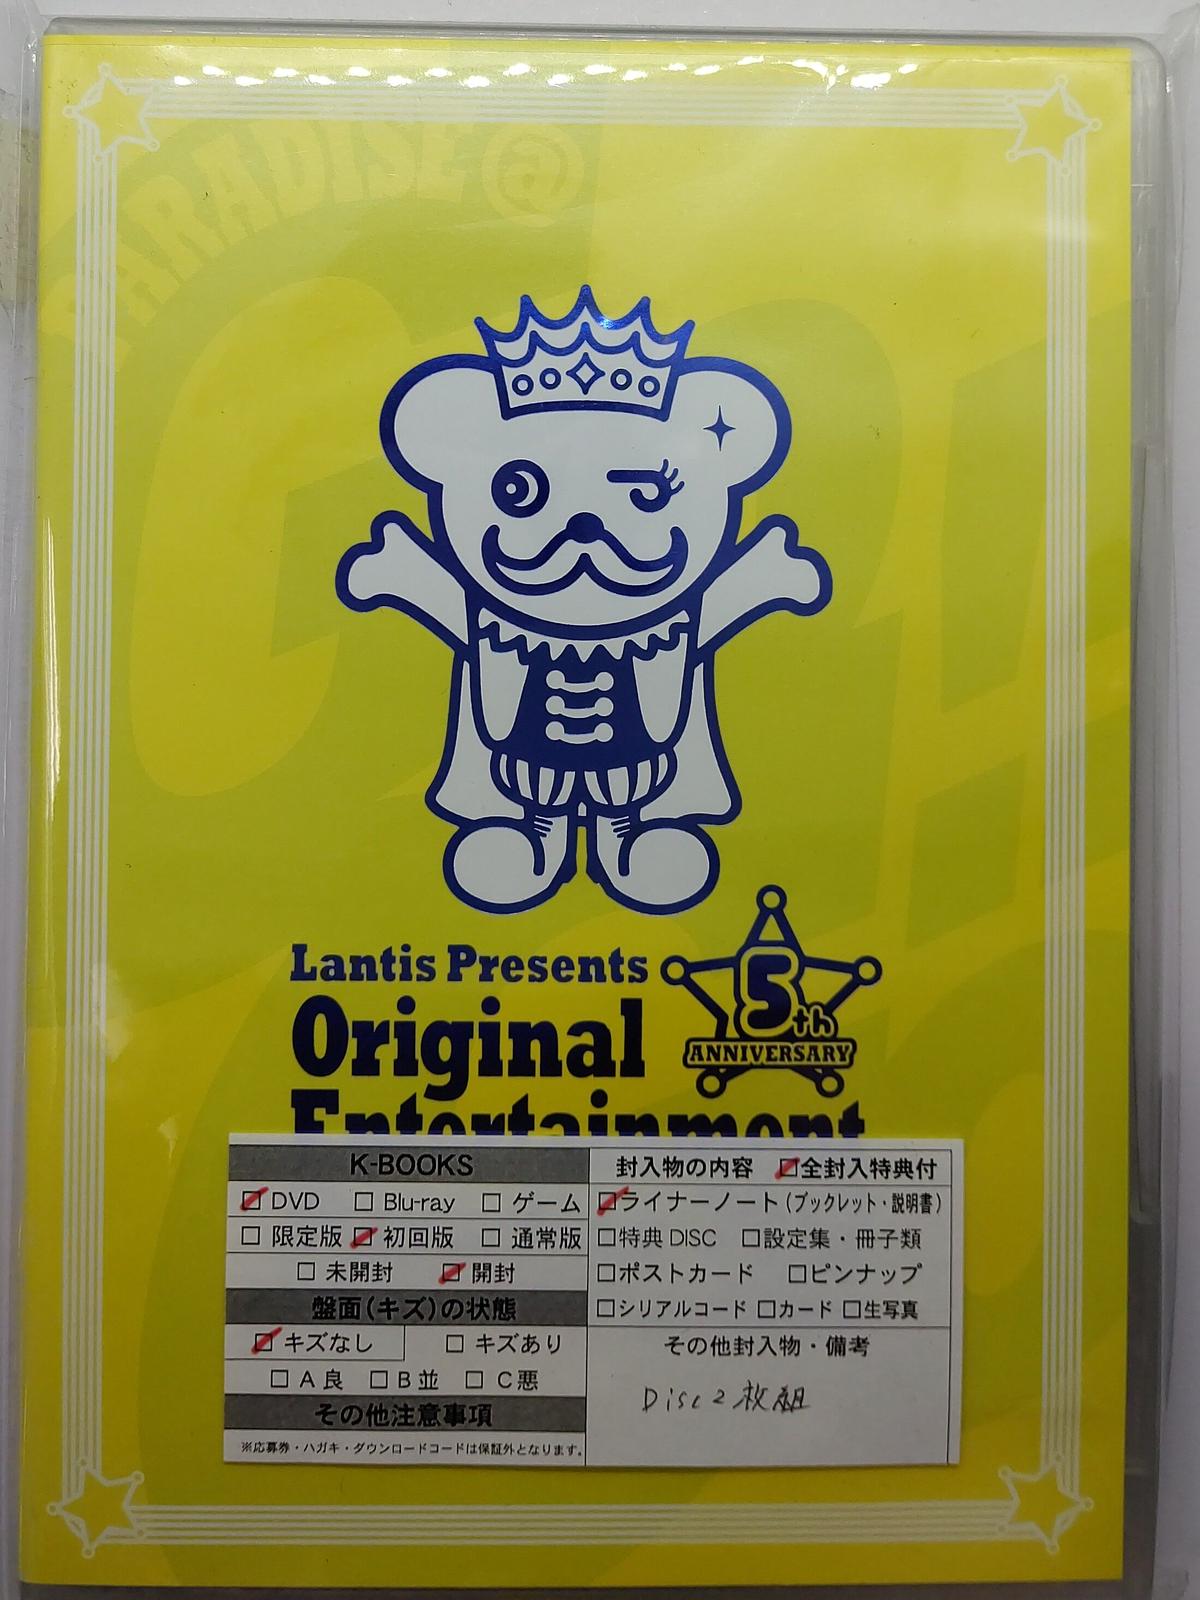 PARADISE@
GO!!
Lantis Presents
Original
5th
ANNIVERSARY
Entertainment
K-BOOKS
☑ DVD □ Blu-ray □ ゲーム
□ 限定版 ☑ 初回版 □ 通常版
□ 未開封 ☑ 開封
盤面(キズ)の状態
☑ キズなし □ キズあり
□ A 良 □ B 並 □ C 悪
その他注意事項
※応募券・ハガキ・ダウンロードコードは保証外となります。
封入物の内容 ☑全封入特典付
☑ライナーノート(ブックレット・説明書)
□特典 DISC □設定集・冊子類
□ポストカード □ピンナップ
□シリアルコード □カード □生写真
その他封入物・備考
Disc 2 枚組